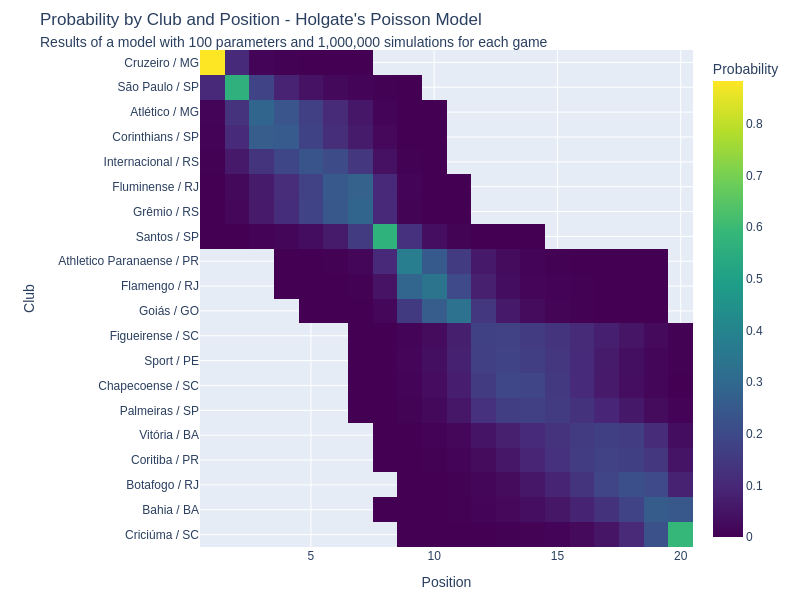 Probability by Club and Position - Holgate's Poisson Model
Results of a model with 100 parameters and 1,000,000 simulations for each game
Probability
Club
Cruzeiro / MG
São Paulo / SP
Atlético / MG
Corinthians / SP
Internacional / RS
Fluminense / RJ
Grêmio / RS
Santos / SP
Athletico Paranaense / PR
Flamengo / RJ
Goiás / GO
Figueirense / SC
Sport / PE
Chapecoense / SC
Palmeiras / SP
Vitória / BA
Coritiba / PR
Botafogo / RJ
Bahia / BA
Criciúma / SC
0.8
0.7
0.6
0.5
0.4
0.3
0.2
0.1
0
5
10
15
20
Position